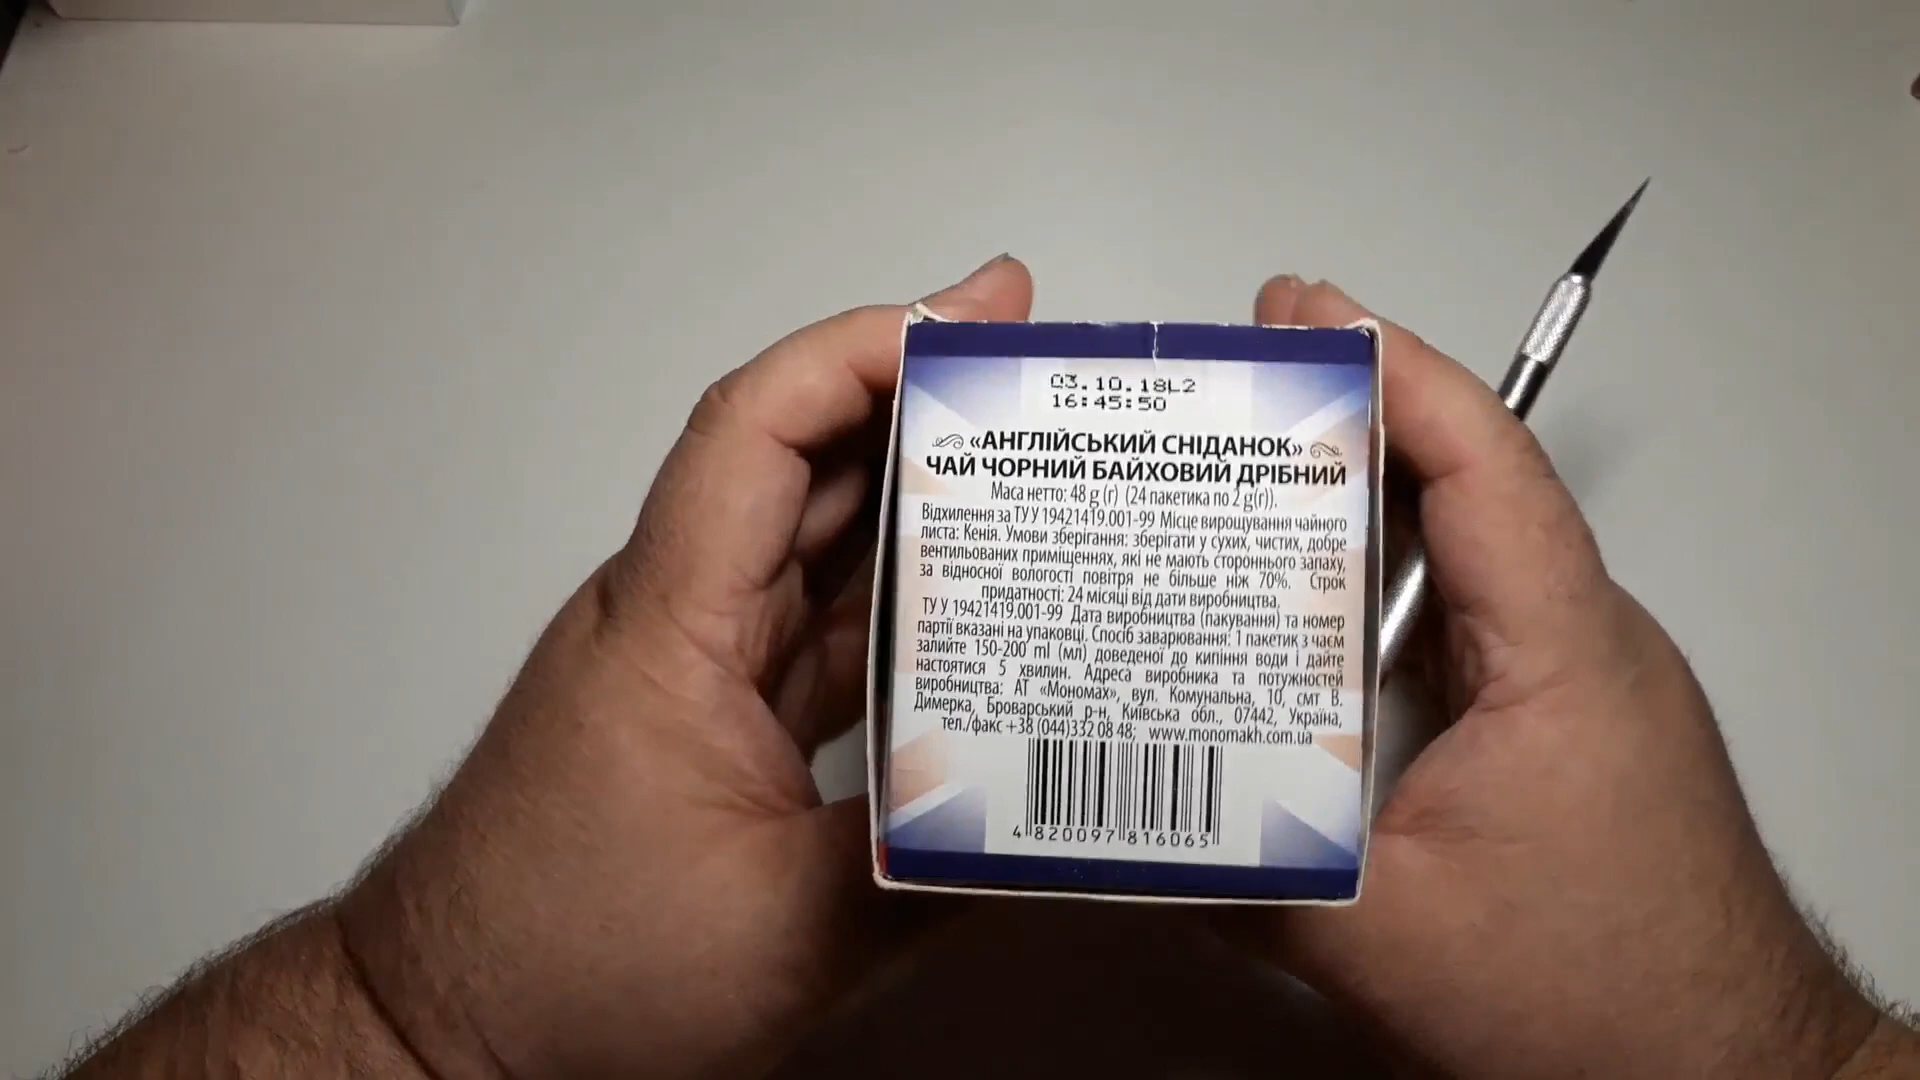 03.10.18L2
16:45:50
«АНГЛІЙСЬКИЙ СНІДАНОК»
ЧАЙ ЧОРНИЙ БАЙХОВИЙ ДРІБНИЙ
Маса нетто: 48 g (г) (24 пакетика по 2 g(г)).
Відхилення за ТУ У 19421419.001-99 Місце вирощування чайного
листа: Кенія. Умови зберігання: зберігати у сухих, чистих, добре
вентильованих приміщеннях, які не мають стороннього запаху,
за відносної вологості повітря не більше ніж 70%. Строк
придатності: 24 місяці від дати виробництва.
ТУ У 19421419.001-99 Дата виробництва (пакування) та номер
партії вказані на упаковці. Спосіб заварювання: 1 пакетик з чаєм
залийте 150-200 ml (мл) доведеної до кипіння води і дайте
настоятися 5 хвилин. Адреса виробника та потужностей
виробництва: АТ «Мономах», вул. Комунальна, 10, смт В.
Димерка, Броварський р-н, Київська обл., 07442, Україна,
тел./факс +38 (044)332 08 48; www.monomakh.com.ua
4 820097 816065